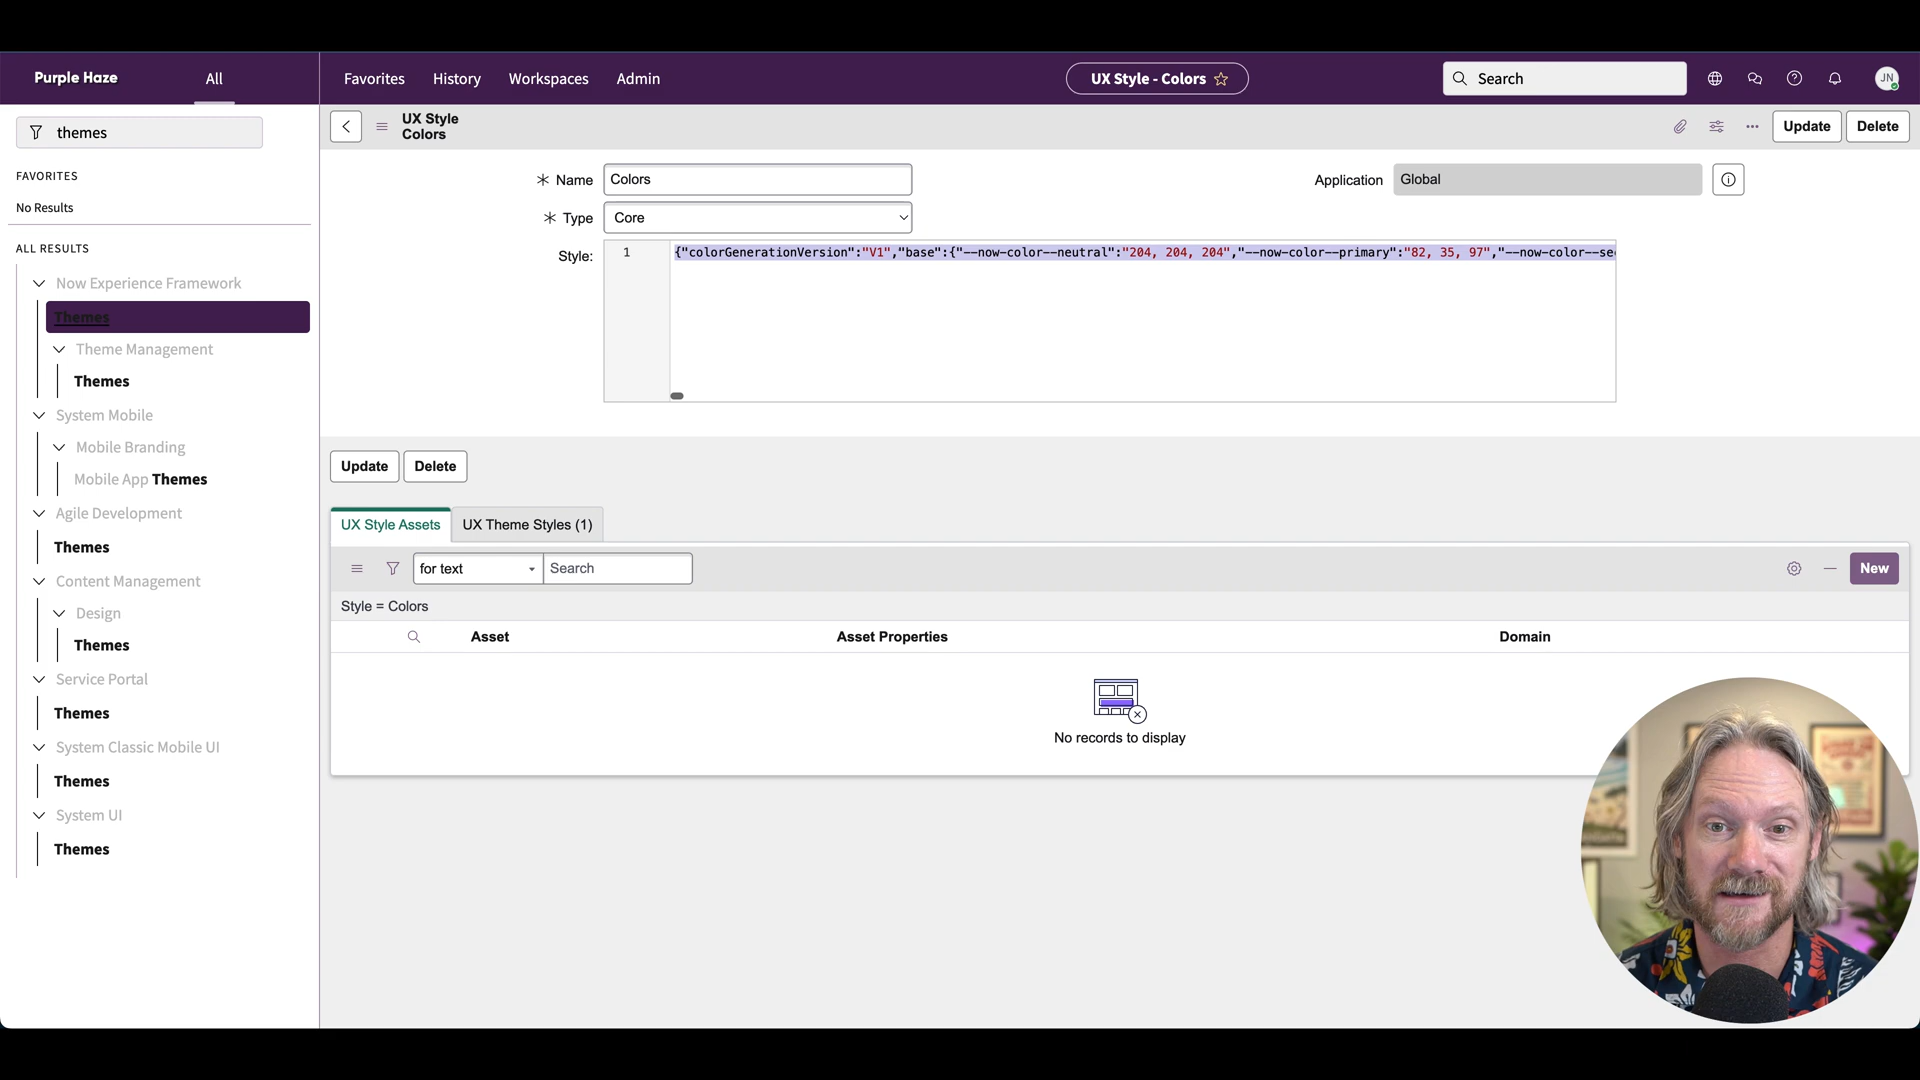 Purple Haze
All
Favorites
History
Workspaces
Admin
UX Style - Colors
Search
JN
themes
UX Style
Colors
Update
Delete
FAVORITES
No Results
ALL RESULTS
Now Experience Framework
Themes
Theme Management
Themes
System Mobile
Mobile Branding
Mobile App Themes
Agile Development
Themes
Content Management
Design
Themes
Service Portal
Themes
System Classic Mobile UI
Themes
System UI
Themes
Name
Colors
Application
Global
Type
Core
Style:
1
{"colorGenerationVersion":"V1","base":{"--now-color--neutral":"204, 204, 204","--now-color--primary":"82, 35, 97","--now-color--se
Update
Delete
UX Style Assets
UX Theme Styles (1)
for text
Search
New
Style = Colors
Asset
Asset Properties
Domain
No records to display